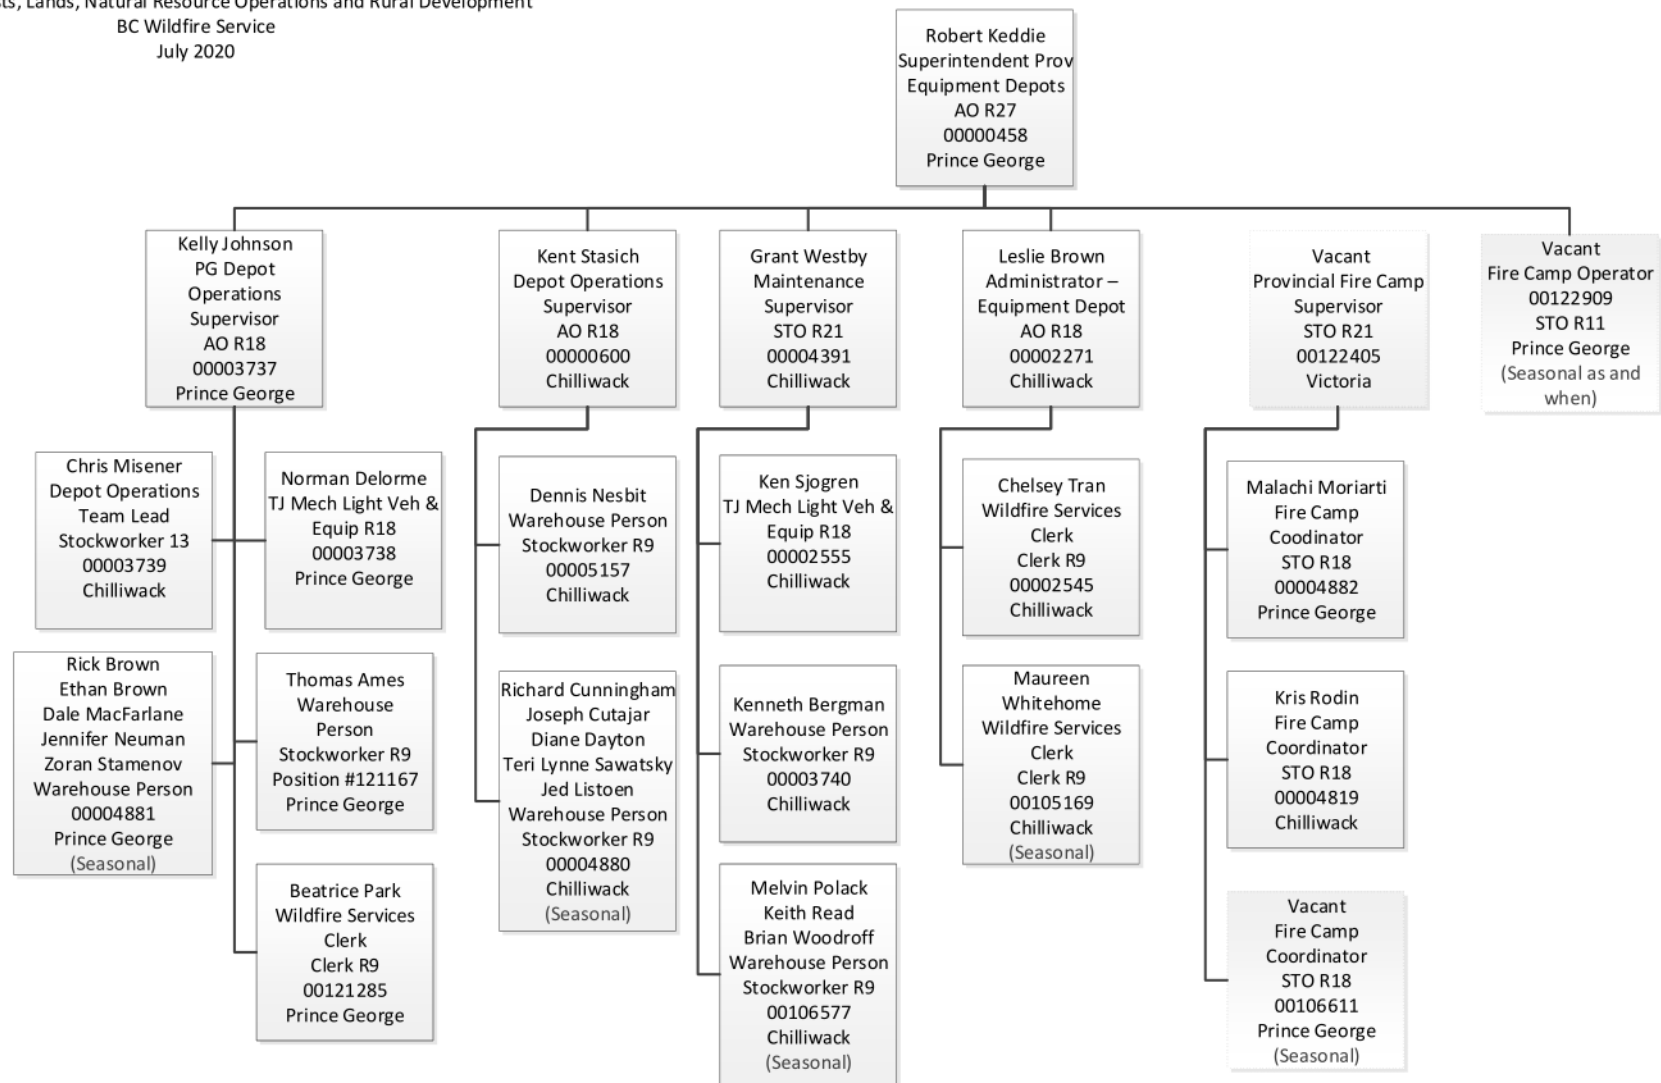 sts, Lands, Natural Resource Operations and Rural Development
BC Wildfire Service
July 2020
Robert Keddie
Superintendent Prov
Equipment Depots
AO R27
00000458
Prince George
Kelly Johnson
PG Depot
Operations
Supervisor
AO R18
00003737
Prince George
Kent Stasich
Depot Operations
Supervisor
AO R18
00000600
Chilliwack
Grant Westby
Maintenance
Supervisor
STO R21
00004391
Chilliwack
Leslie Brown
Administrator –
Equipment Depot
AO R18
00002271
Chilliwack
Vacant
Provincial Fire Camp
Supervisor
STO R21
00122405
Victoria
Vacant
Fire Camp Operator
00122909
STO R11
Prince George
(Seasonal as and
when)
Chris Misener
Depot Operations
Team Lead
Stockworker 13
00003739
Chilliwack
Norman Delorme
TJ Mech Light Veh &
Equip R18
00003738
Prince George
Rick Brown
Ethan Brown
Dale MacFarlane
Jennifer Neuman
Zoran Stamenov
Warehouse Person
00004881
Prince George
(Seasonal)
Thomas Ames
Warehouse
Person
Stockworker R9
Position #121167
Prince George
Beatrice Park
Wildfire Services
Clerk
Clerk R9
00121285
Prince George
Dennis Nesbit
Warehouse Person
Stockworker R9
00005157
Chilliwack
Richard Cunningham
Joseph Cutajar
Diane Dayton
Teri Lynne Sawatsky
Jed Listoen
Warehouse Person
Stockworker R9
00004880
Chilliwack
(Seasonal)
Ken Sjogren
TJ Mech Light Veh &
Equip R18
00002555
Chilliwack
Kenneth Bergman
Warehouse Person
Stockworker R9
00003740
Chilliwack
Melvin Polack
Keith Read
Brian Woodroff
Warehouse Person
Stockworker R9
00106577
Chilliwack
(Seasonal)
Chelsey Tran
Wildfire Services
Clerk
Clerk R9
00002545
Chilliwack
Maureen
Whitehome
Wildfire Services
Clerk
Clerk R9
00105169
Chilliwack
(Seasonal)
Malachi Moriarti
Fire Camp
Coodinator
STO R18
00004882
Prince George
Kris Rodin
Fire Camp
Coordinator
STO R18
00004819
Chilliwack
Vacant
Fire Camp
Coordinator
STO R18
00106611
Prince George
(Seasonal)